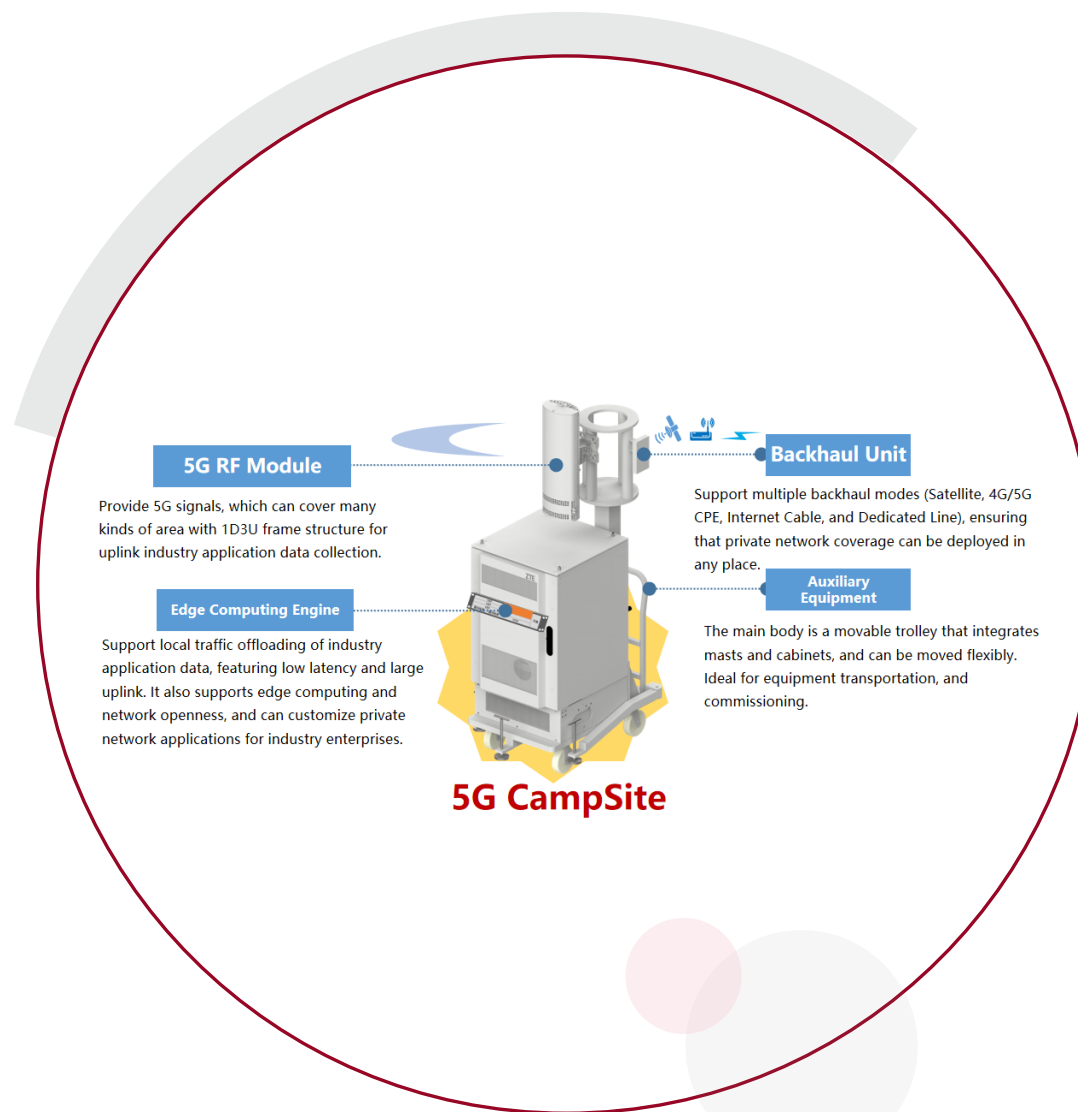 5G RF Module
Provide 5G signals, which can cover many
kinds of area with 1D3U frame structure for
uplink industry application data collection.
Backhaul Unit
Support multiple backhaul modes (Satellite, 4G/5G
CPE, Internet Cable, and Dedicated Line), ensuring
that private network coverage can be deployed in
any place.
Edge Computing Engine
Support local traffic offloading of industry
application data, featuring low latency and large
uplink. It also supports edge computing and
network openness, and can customize private
network applications for industry enterprises.
Auxiliary
Equipment
The main body is a movable trolley that integrates
masts and cabinets, and can be moved flexibly.
Ideal for equipment transportation, and
commissioning.
ZTE
5G CampSite